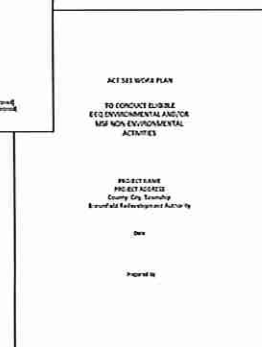 ACT 381 WORK PLAN
TO CONDUCT ELIGIBLE
DEQ ENVIRONMENTAL AND/OR
MSF NON-ENVIRONMENTAL
ACTIVITIES
PROJECT NAME
PROJECT ADDRESS
County, City, Township
Brownfield Redevelopment Authority
Date
Prepared by